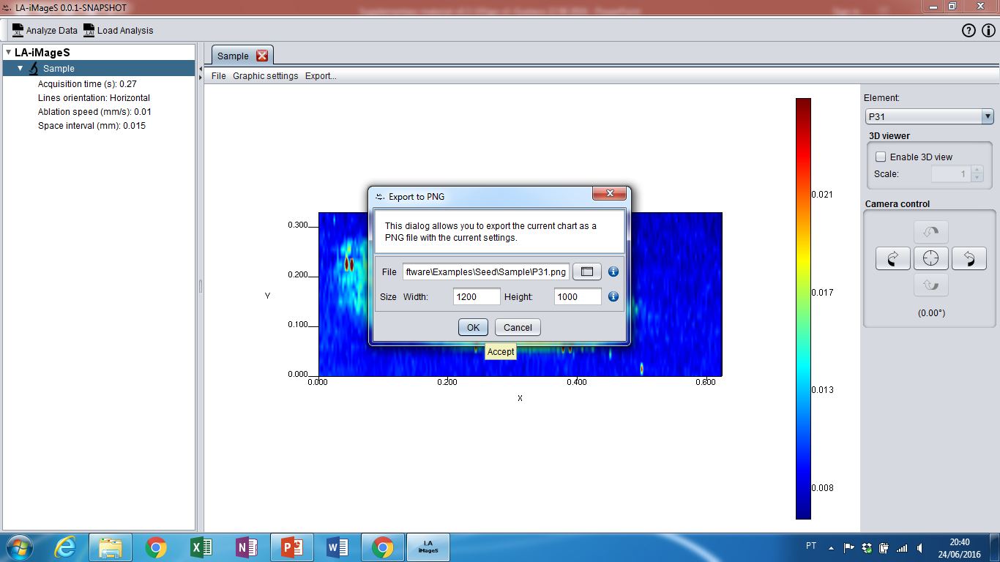 LA-iMageS 0.0.1-SNAPSHOT
Analyze Data Load Analysis
LA-iMageS
Sample
Acquisition time (s): 0.27
Lines orientation: Horizontal
Ablation speed (mm/s): 0.01
Space interval (mm): 0.015
Sample
File Graphic settings Export...
0.300
0.200
0.100
0.000
Y
0.000 0.200 0.400 0.600
X
Export to PNG
This dialog allows you to export the current chart as a
PNG file with the current settings.
File ftware\Examples\Seed\Sample\P31.png
Size Width: 1200 Height: 1000
OK Cancel
Accept
0.021
0.017
0.013
0.008
Element:
P31
3D viewer
Enable 3D view
Scale: 1
Camera control
(0.00°)
LA
iMageS
PT
20:40
24/06/2016